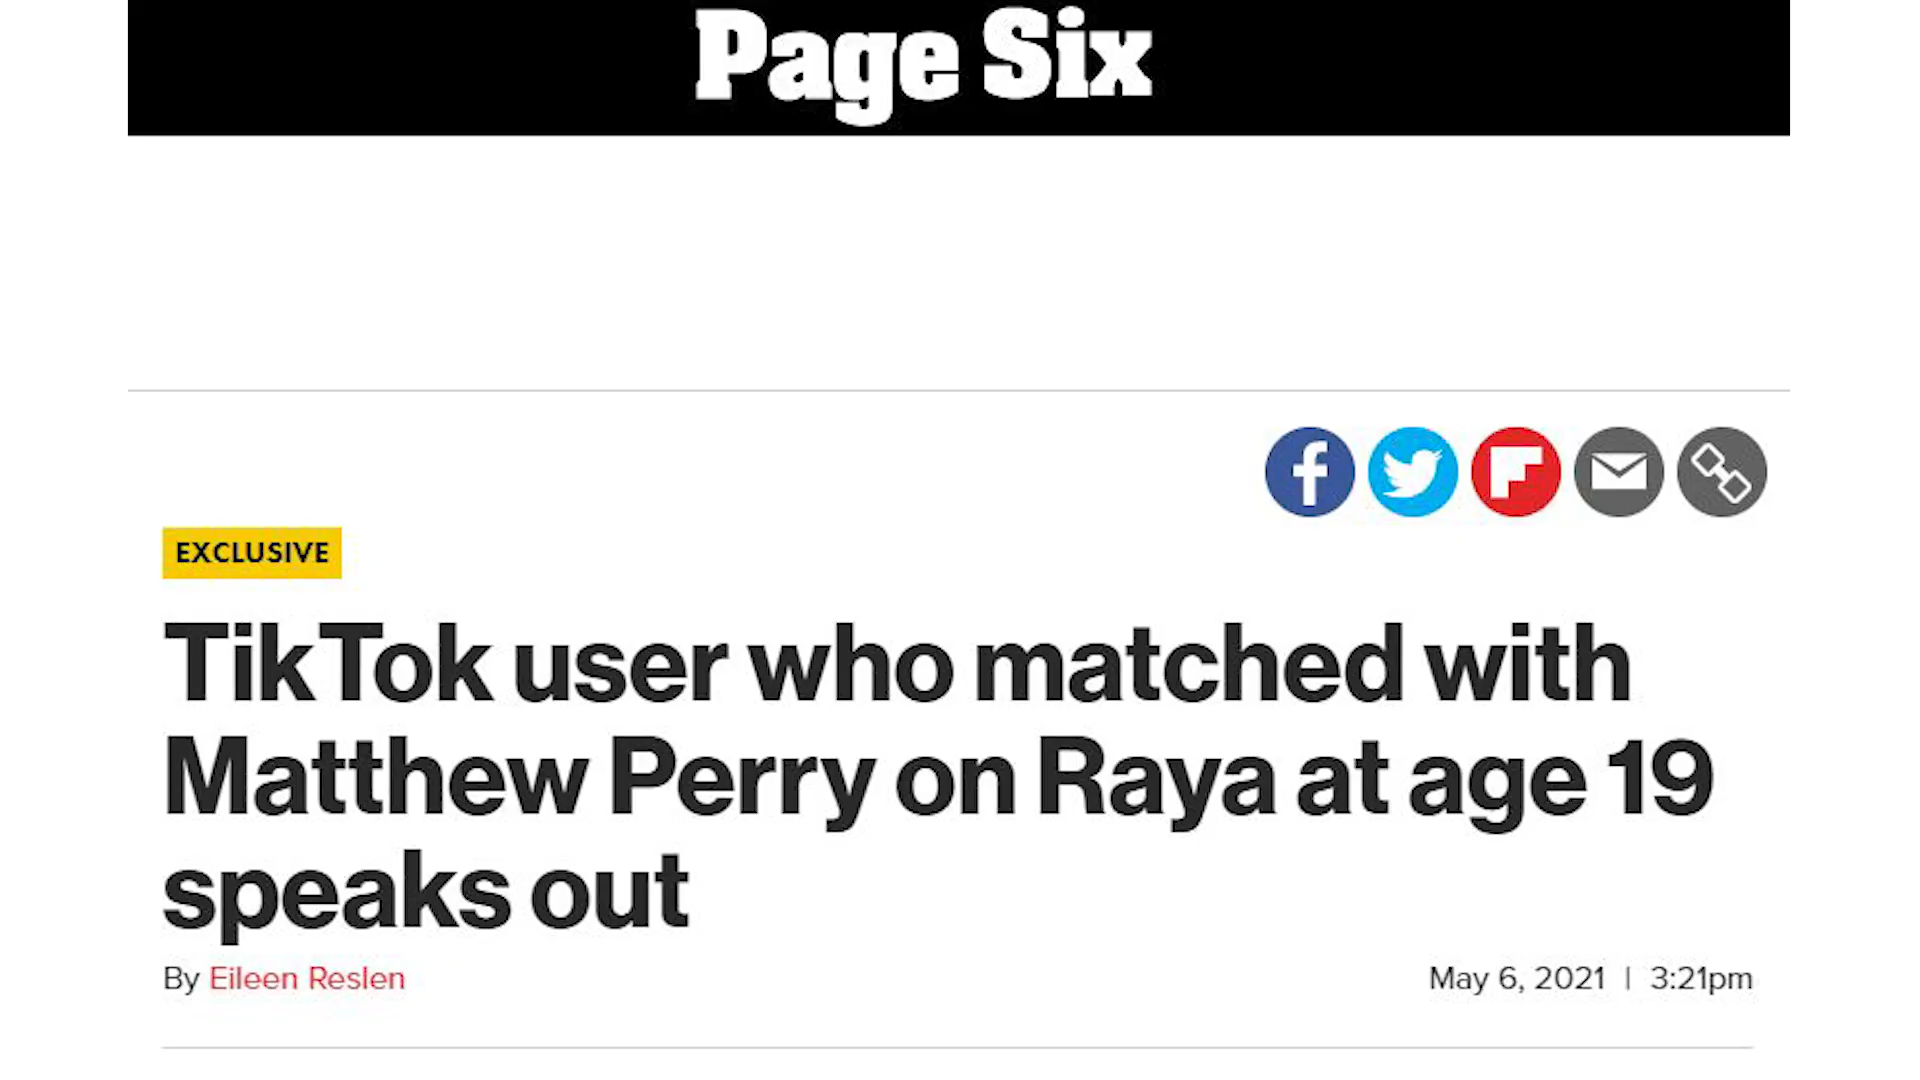 Page Six
EXCLUSIVE
TikTok user who matched with
Matthew Perry on Raya at age 19
speaks out
By Eileen Reslen
May 6, 2021 | 3:21pm